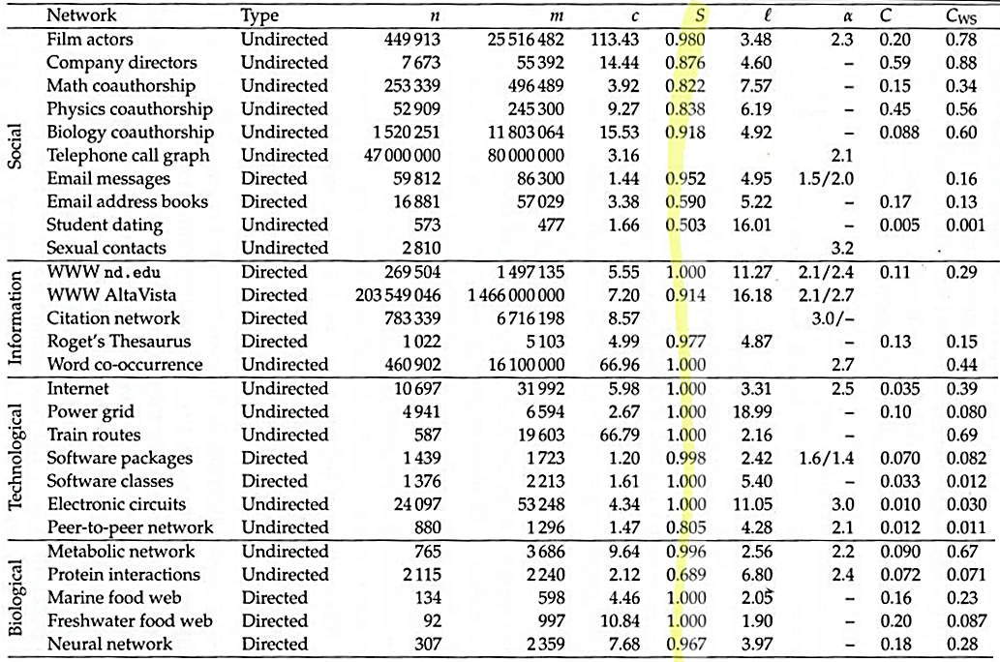 Network Type n m c S ℓ α C C_WS
Social
Film actors Undirected 449 913 25 516 482 113.43 0.980 3.48 2.3 0.20 0.78
Company directors Undirected 7 673 55 392 14.44 0.876 4.60 – 0.59 0.88
Math coauthorship Undirected 253 339 496 489 3.92 0.822 7.57 – 0.15 0.34
Physics coauthorship Undirected 52 909 245 300 9.27 0.838 6.19 – 0.45 0.56
Biology coauthorship Undirected 1 520 251 11 803 064 15.53 0.918 4.92 – 0.088 0.60
Telephone call graph Undirected 47 000 000 80 000 000 3.16 2.1
Email messages Directed 59 812 86 300 1.44 0.952 4.95 1.5/2.0 0.16
Email address books Directed 16 881 57 029 3.38 0.590 5.22 – 0.17 0.13
Student dating Undirected 573 477 1.66 0.503 16.01 – 0.005 0.001
Sexual contacts Undirected 2 810 3.2
Information
WWW nd.edu Directed 269 504 1 497 135 5.55 1.000 11.27 2.1/2.4 0.11 0.29
WWW AltaVista Directed 203 549 046 1 466 000 000 7.20 0.914 16.18 2.1/2.7
Citation network Directed 783 339 6 716 198 8.57 3.0/–
Roget's Thesaurus Directed 1 022 5 103 4.99 0.977 4.87 – 0.13 0.15
Word co-occurrence Undirected 460 902 16 100 000 66.96 1.000 2.7 0.44
Technological
Internet Undirected 10 697 31 992 5.98 1.000 3.31 2.5 0.035 0.39
Power grid Undirected 4 941 6 594 2.67 1.000 18.99 – 0.10 0.080
Train routes Undirected 587 19 603 66.79 1.000 2.16 – 0.69
Software packages Directed 1 439 1 723 1.20 0.998 2.42 1.6/1.4 0.070 0.082
Software classes Directed 1 376 2 213 1.61 1.000 5.40 – 0.033 0.012
Electronic circuits Undirected 24 097 53 248 4.34 1.000 11.05 3.0 0.010 0.030
Peer-to-peer network Undirected 880 1 296 1.47 0.805 4.28 2.1 0.012 0.011
Biological
Metabolic network Undirected 765 3 686 9.64 0.996 2.56 2.2 0.090 0.67
Protein interactions Undirected 2 115 2 240 2.12 0.689 6.80 2.4 0.072 0.071
Marine food web Directed 134 598 4.46 1.000 2.05 – 0.16 0.23
Freshwater food web Directed 92 997 10.84 1.000 1.90 – 0.20 0.087
Neural network Directed 307 2 359 7.68 0.967 3.97 – 0.18 0.28